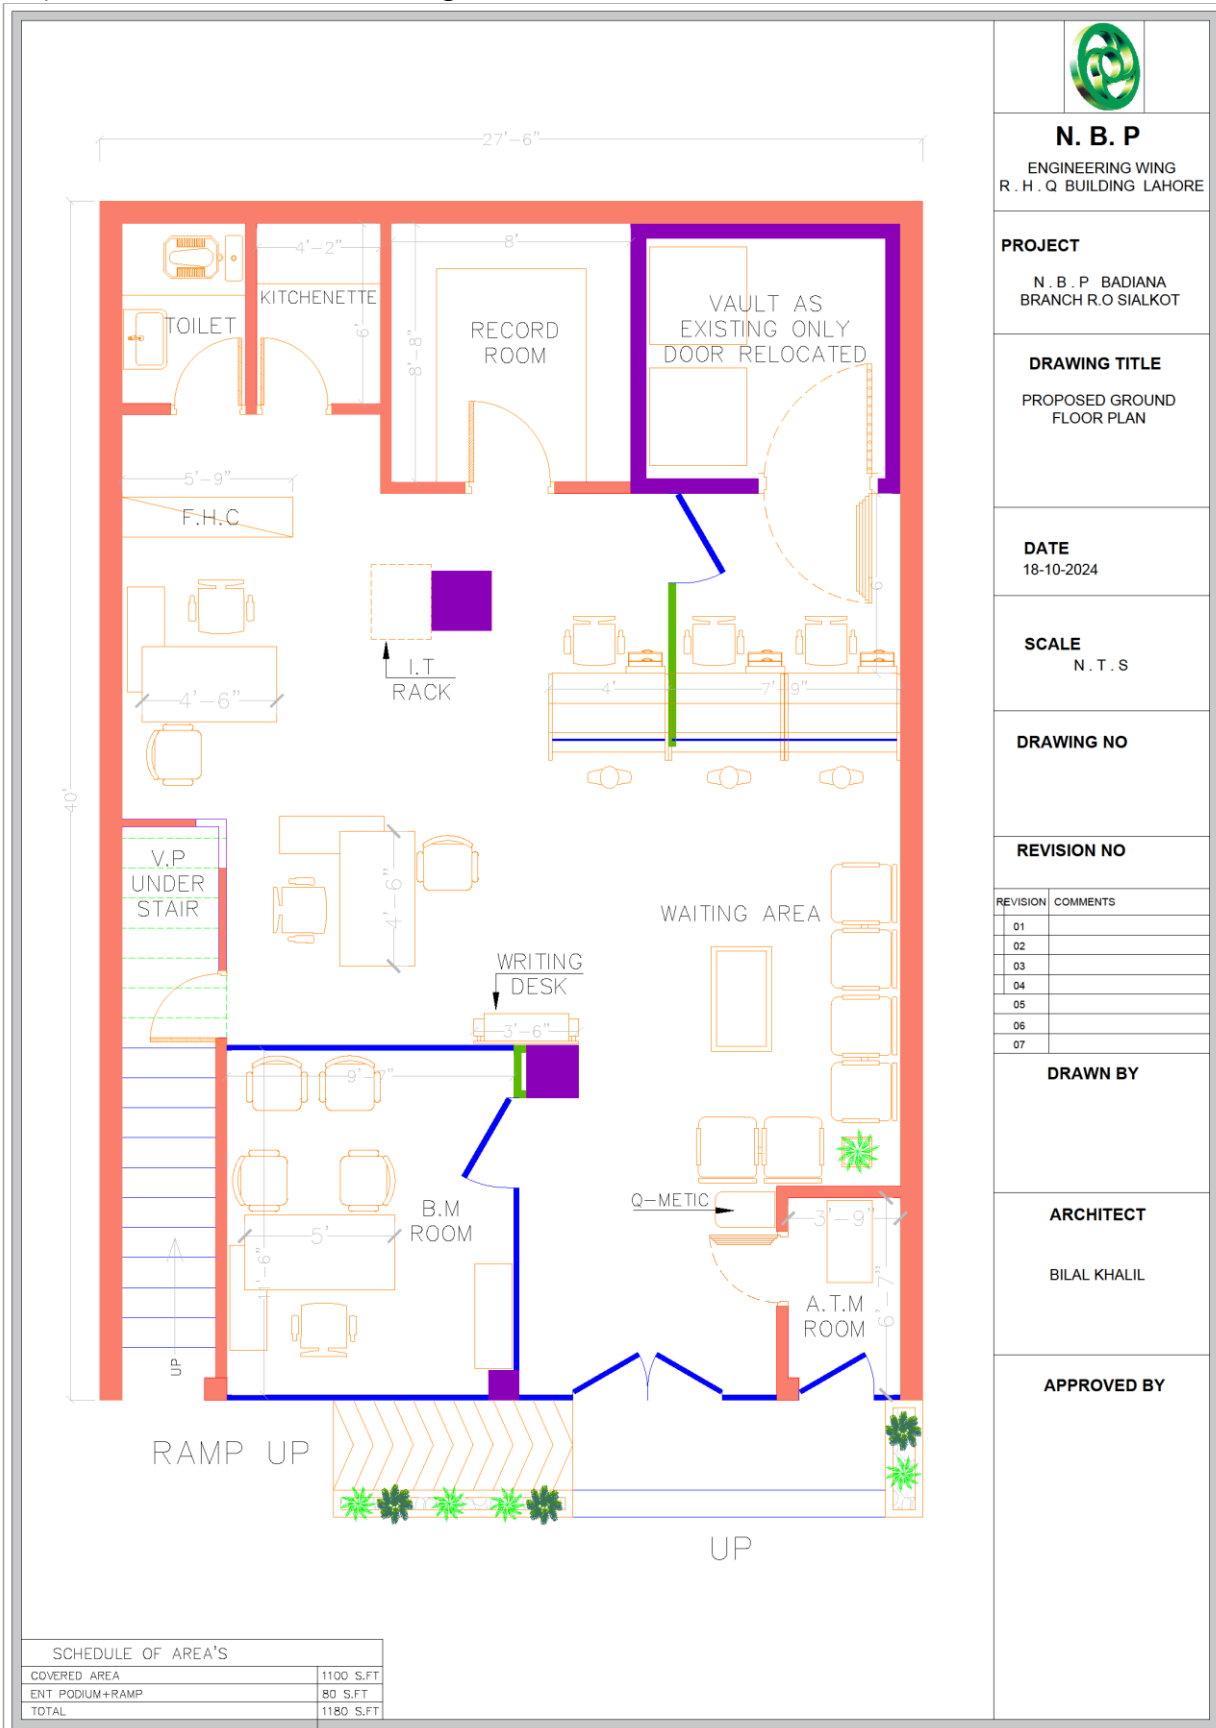 27'-6"
40'
4'-2"
KITCHENETTE
6'
TOILET
8'
8'-8"
RECORD
ROOM
VAULT AS
EXISTING ONLY
DOOR RELOCATED
5'-9"
F.H.C
4'-6"
I.T
RACK
4'
7'-9"
V.P
UNDER
STAIR
4'-6"
WAITING AREA
WRITING
DESK
3'-6"
9'-7"
B.M
ROOM
5'
Q-METIC
3'-9"
6'-7"
A.T.M
ROOM
UP
RAMP UP
UP
SCHEDULE OF AREA'S
COVERED AREA 1100 S.FT
ENT PODIUM+RAMP 80 S.FT
TOTAL 1180 S.FT
N. B. P
ENGINEERING WING
R . H . Q BUILDING LAHORE
PROJECT
N . B . P BADIANA
BRANCH R.O SIALKOT
DRAWING TITLE
PROPOSED GROUND
FLOOR PLAN
DATE
18-10-2024
SCALE
N . T . S
DRAWING NO
REVISION NO
REVISION COMMENTS
01
02
03
04
05
06
07
DRAWN BY
ARCHITECT
BILAL KHALIL
APPROVED BY